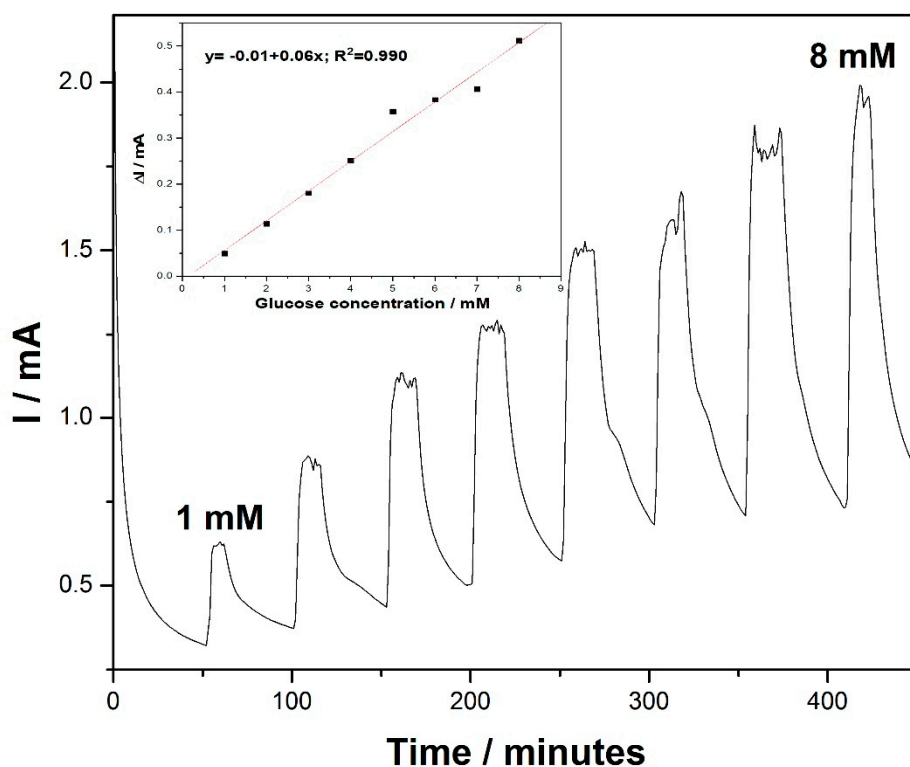 y= -0.01+0.06x; R²=0.990
0.5
0.4
0.3
0.2
0.1
0.0
ΔI / mA
0 1 2 3 4 5 6 7 8 9
Glucose concentration / mM
8 mM
1 mM
2.0
1.5
1.0
0.5
I / mA
0 100 200 300 400
Time / minutes